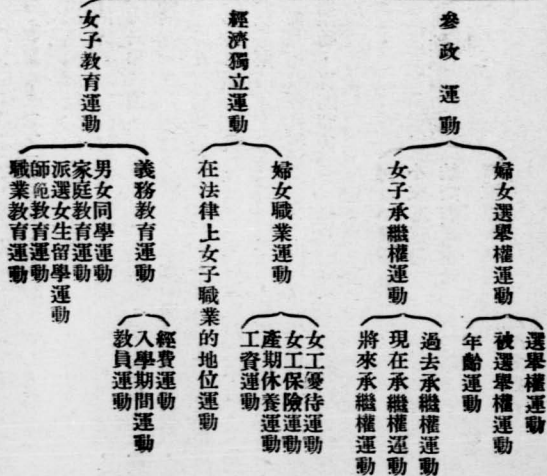 參政運動
婦女選舉權運動
選舉權運動
被選舉權運動
年齡運動
女子承繼權運動
過去承繼權運動
現在承繼權運動
將來承繼權運動
經濟獨立運動
婦女職業運動
女工優待運動
女工保險運動
產期休養運動
工資運動
在法律上女子職業的地位運動
女子教育運動
義務教育運動
經費運動
入學期間運動
教員運動
男女同學運動
家庭教育運動
派選女生留學運動
師範教育運動
職業教育運動